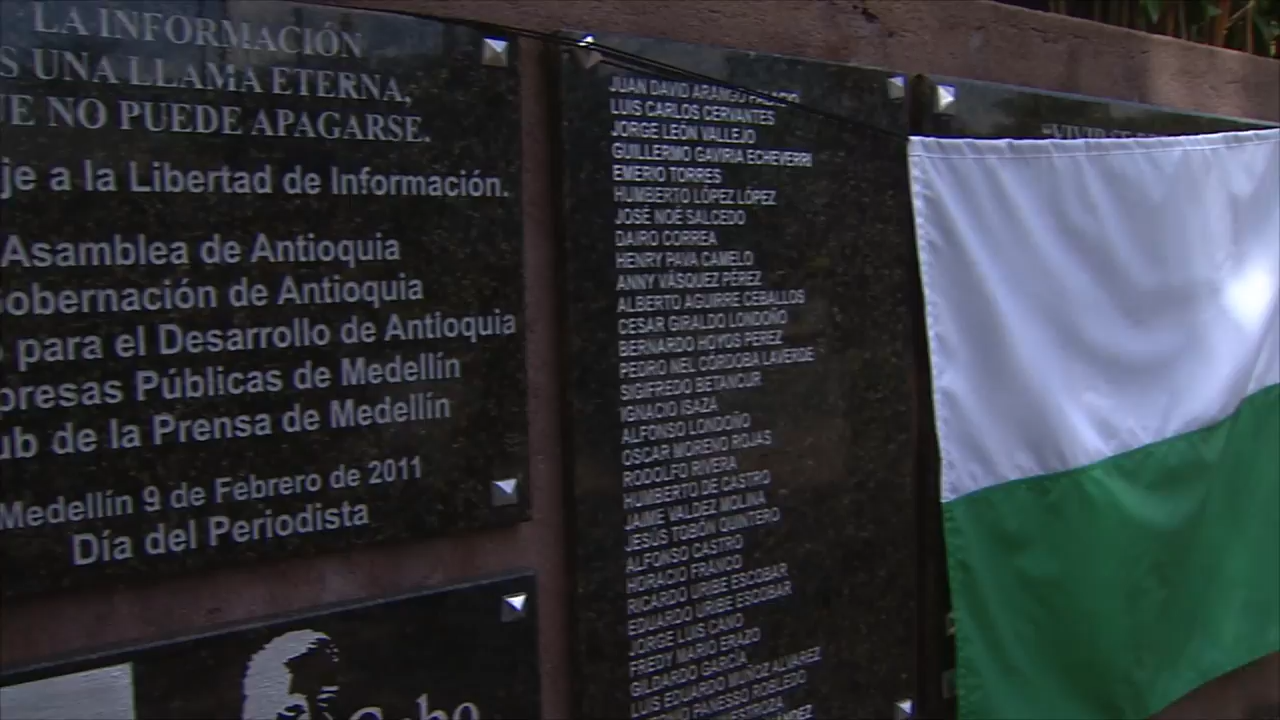 LA INFORMACIÓN
S UNA LLAMA ETERNA,
UE NO PUEDE APAGARSE.
je a la Libertad de Información.
Asamblea de Antioquia
obernación de Antioquia
para el Desarrollo de Antioquia
presas Públicas de Medellín
ub de la Prensa de Medellín
Medellín 9 de Febrero de 2011
Día del Periodista
JUAN DAVID ARANGO PALACIO
LUIS CARLOS CERVANTES
JORGE LEÓN VALLEJO
GUILLERMO GAVIRIA ECHEVERRI
EMERIO TORRES
HUMBERTO LÓPEZ LÓPEZ
JOSÉ NOÉ SALCEDO
DAIRO CORREA
HENRY PAVA CAMELO
ANNY VÁSQUEZ PÉREZ
ALBERTO AGUIRRE CEBALLOS
CESAR GIRALDO LONDOÑO
BERNARDO HOYOS PEREZ
PEDRO NEL CÓRDOBA LAVERDE
SIGIFREDO BETANCUR
IGNACIO ISAZA
ALFONSO LONDOÑO
OSCAR MORENO ROJAS
RODOLFO RIVERA
HUMBERTO DE CASTRO
JAIME VALDEZ MOLINA
JESÚS TOBÓN QUINTERO
ALFONSO CASTRO
HORACIO FRANCO
RICARDO URIBE ESCOBAR
EDUARDO URIBE ESCOBAR
JORGE LUIS CANO
FREDY MARIO ERAZO
GILDARDO GARCÍA
LUIS EDUARDO MUÑOZ ALVAREZ
PANESSO ROBLEDO
Gabo
"VIVIR